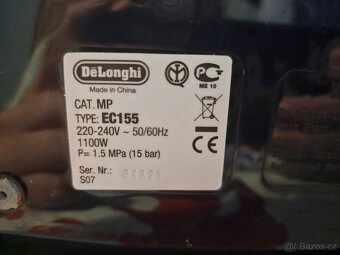 DeLonghi
Made in China
ME 10
CAT. MP
TYPE: EC155
220-240V ~ 50/60Hz
1100W
P= 1.5 MPa (15 bar)
Ser. Nr.:
S07
© bazos.cz